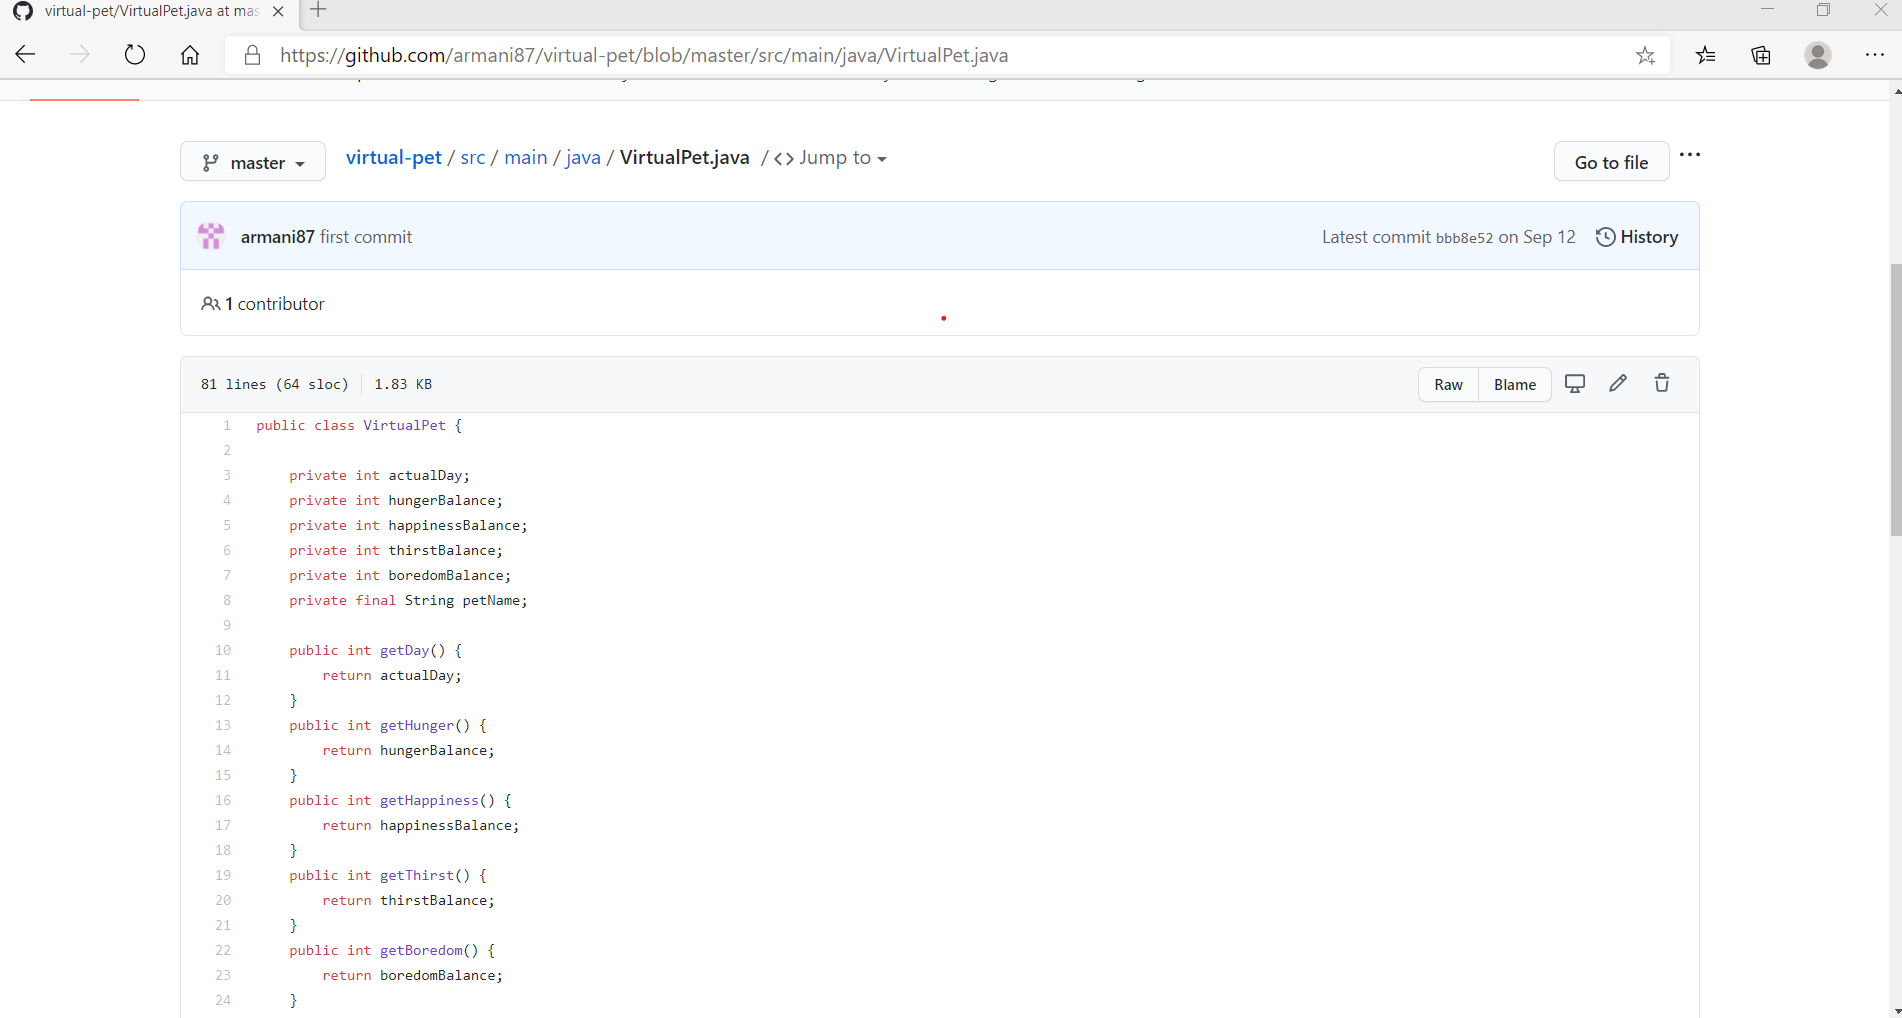 virtual-pet/VirtualPet.java at mas
https://github.com/armani87/virtual-pet/blob/master/src/main/java/VirtualPet.java
master virtual-pet / src / main / java / VirtualPet.java / <> Jump to Go to file ...
armani87 first commit Latest commit bbb8e52 on Sep 12 History
1 contributor
81 lines (64 sloc) 1.83 KB Raw Blame
1 public class VirtualPet {
2
3 private int actualDay;
4 private int hungerBalance;
5 private int happinessBalance;
6 private int thirstBalance;
7 private int boredomBalance;
8 private final String petName;
9
10 public int getDay() {
11 return actualDay;
12 }
13 public int getHunger() {
14 return hungerBalance;
15 }
16 public int getHappiness() {
17 return happinessBalance;
18 }
19 public int getThirst() {
20 return thirstBalance;
21 }
22 public int getBoredom() {
23 return boredomBalance;
24 }